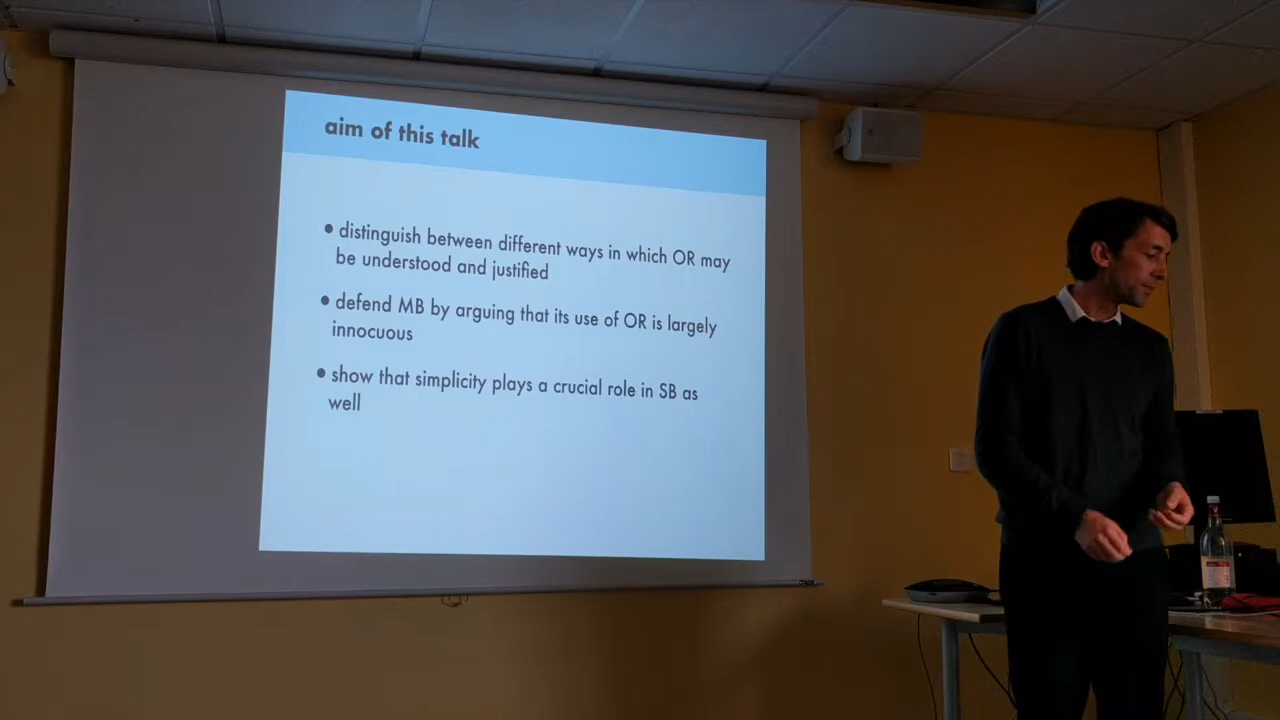 aim of this talk
• distinguish between different ways in which OR may
be understood and justified
• defend MB by arguing that its use of OR is largely
innocuous
• show that simplicity plays a crucial role in SB as
well